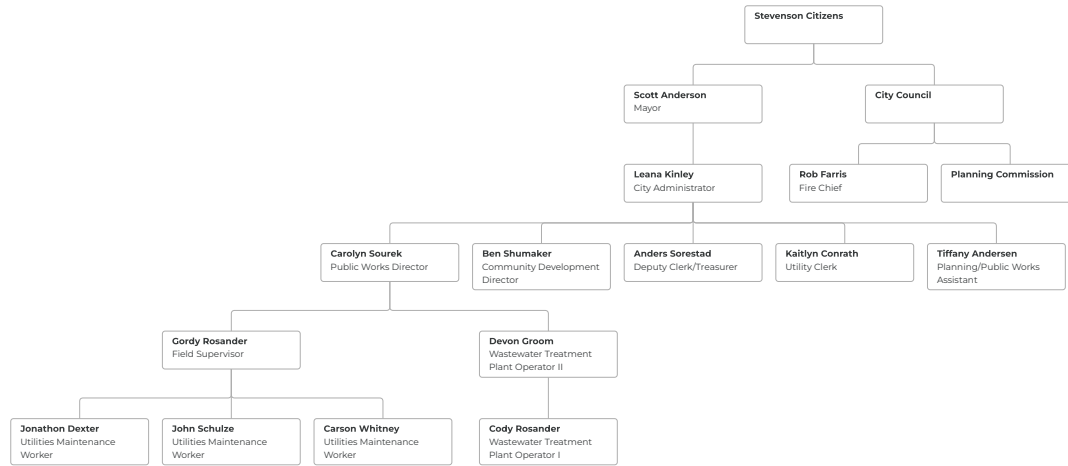 Stevenson Citizens
Scott Anderson
Mayor
City Council
Leana Kinley
City Administrator
Rob Farris
Fire Chief
Planning Commission
Carolyn Sourek
Public Works Director
Ben Shumaker
Community Development
Director
Anders Sorestad
Deputy Clerk/Treasurer
Kaitlyn Conrath
Utility Clerk
Tiffany Andersen
Planning/Public Works
Assistant
Gordy Rosander
Field Supervisor
Devon Groom
Wastewater Treatment
Plant Operator II
Jonathon Dexter
Utilities Maintenance
Worker
John Schulze
Utilities Maintenance
Worker
Carson Whitney
Utilities Maintenance
Worker
Cody Rosander
Wastewater Treatment
Plant Operator I